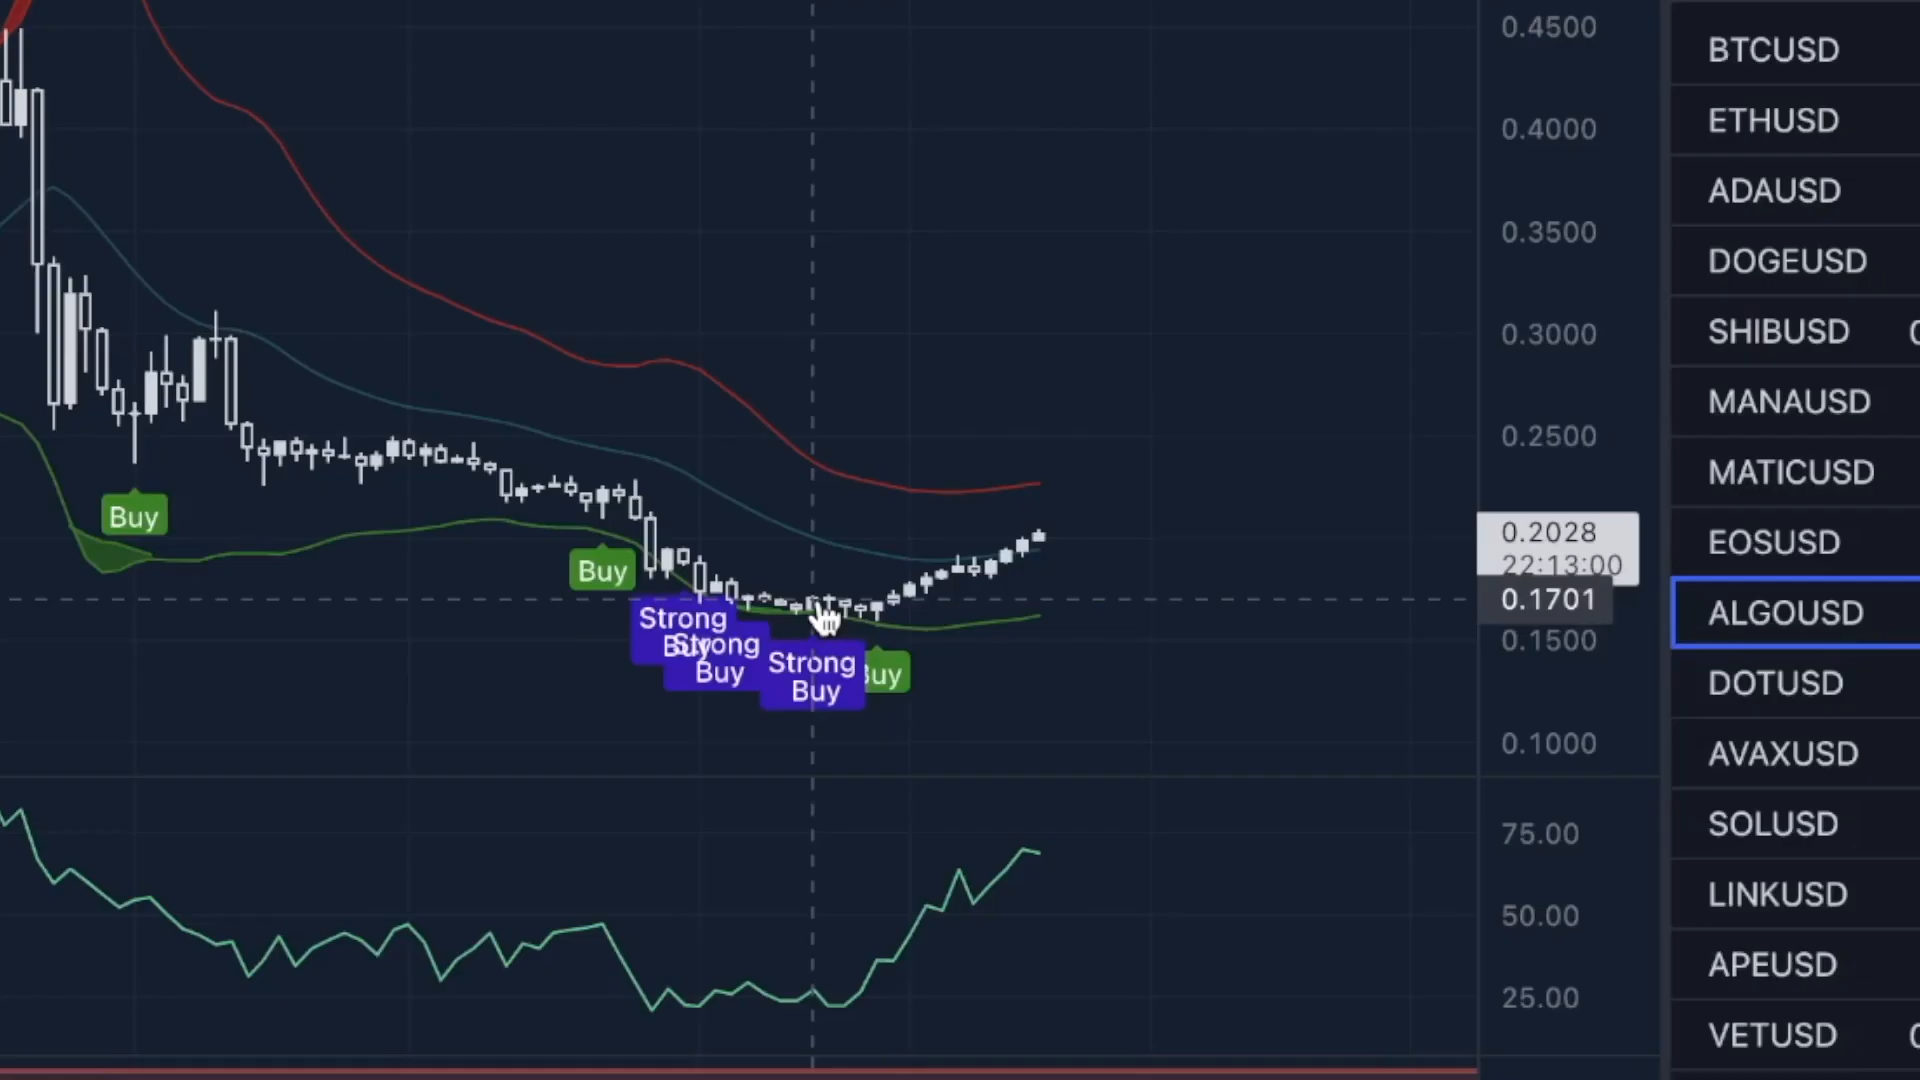 0.4500
0.4000
0.3500
0.3000
0.2500
0.2028
22:13:00
0.1701
0.1500
0.1000
75.00
50.00
25.00
Buy
Buy
Strong
Buy
Strong
Buy
Strong
Buy
Buy
BTCUSD
ETHUSD
ADAUSD
DOGEUSD
SHIBUSD
MANAUSD
MATICUSD
EOSUSD
ALGOUSD
DOTUSD
AVAXUSD
SOLUSD
LINKUSD
APEUSD
VETUSD